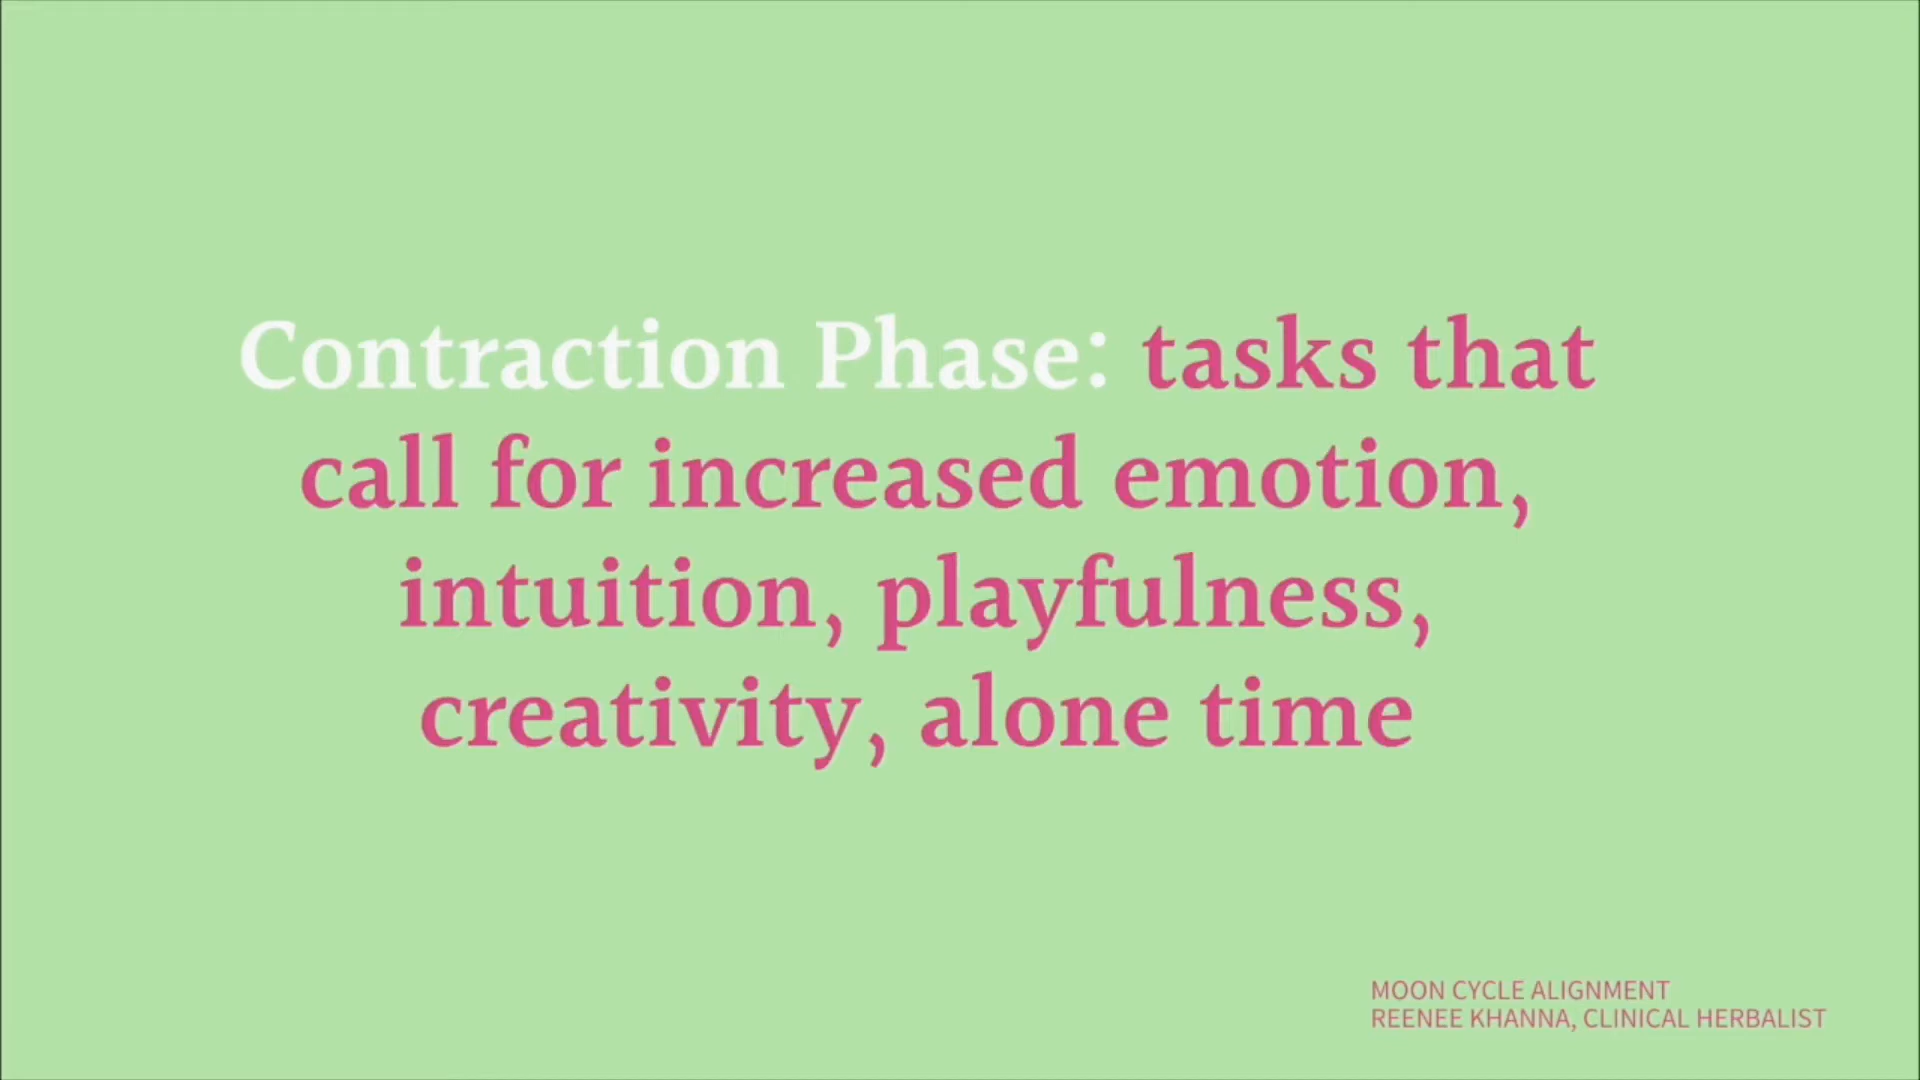 Contraction Phase: tasks that
call for increased emotion,
intuition, playfulness,
creativity, alone time
MOON CYCLE ALIGNMENT
REENEE KHANNA, CLINICAL HERBALIST